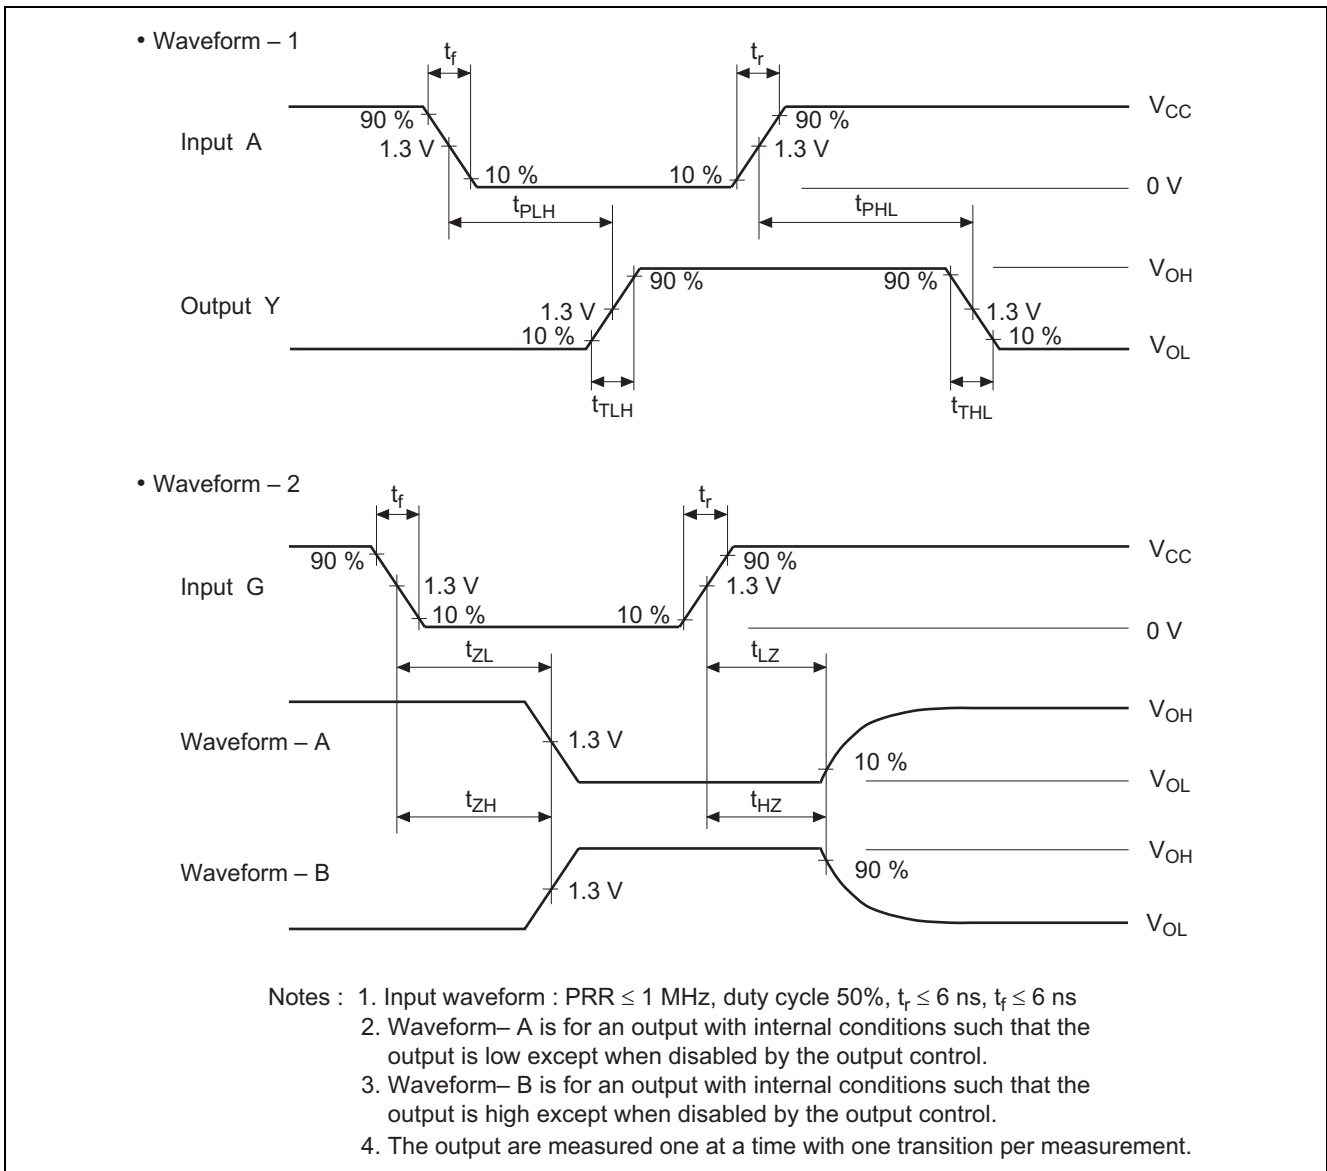 • Waveform – 1
tf
tr
90 %
90 %
VCC
Input A
1.3 V
1.3 V
10 %
10 %
0 V
tPLH
tPHL
VOH
90 %
90 %
Output Y
1.3 V
1.3 V
10 %
10 %
VOL
tTLH
tTHL
• Waveform – 2
tf
tr
90 %
90 %
VCC
Input G
1.3 V
1.3 V
10 %
10 %
0 V
tZL
tLZ
VOH
Waveform – A
1.3 V
10 %
VOL
tZH
tHZ
VOH
Waveform – B
90 %
1.3 V
VOL
Notes : 1. Input waveform : PRR ≤ 1 MHz, duty cycle 50%, tr ≤ 6 ns, tf ≤ 6 ns
2. Waveform– A is for an output with internal conditions such that the
output is low except when disabled by the output control.
3. Waveform– B is for an output with internal conditions such that the
output is high except when disabled by the output control.
4. The output are measured one at a time with one transition per measurement.